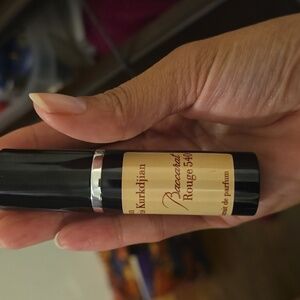 Kurkdjian
Baccarat
Rouge 540
de parfum